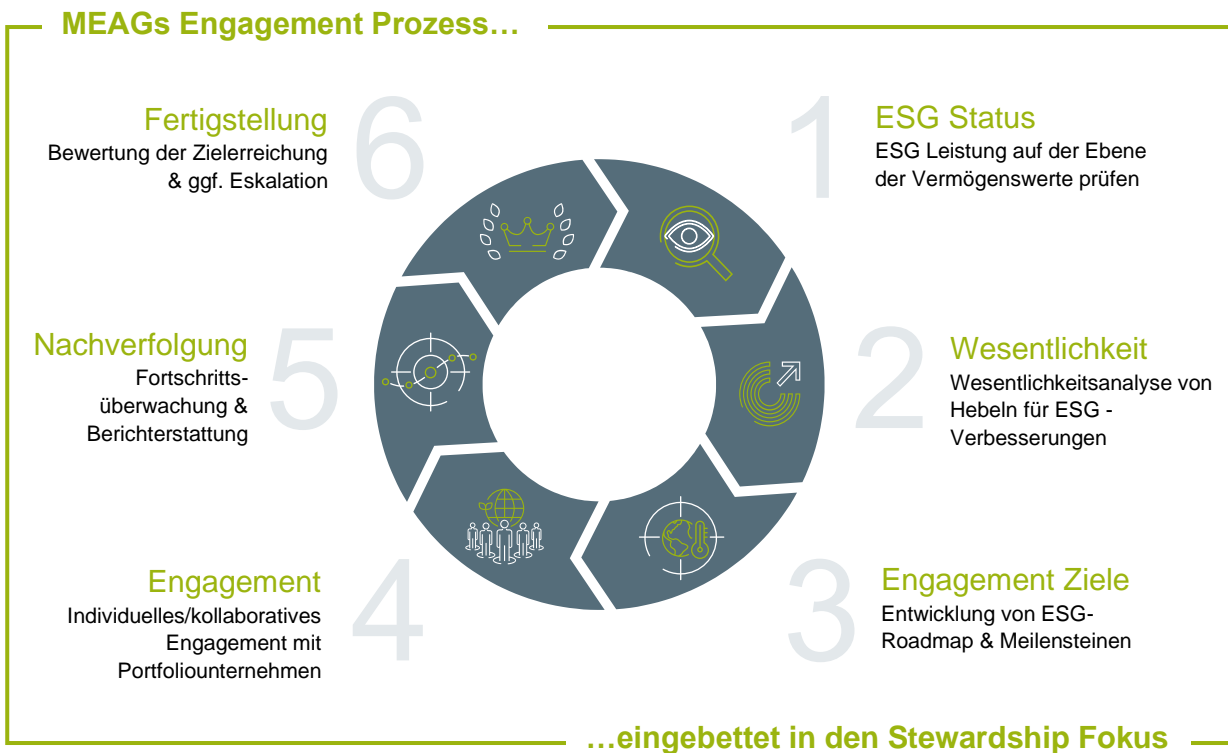 MEAGs Engagement Prozess…
1
ESG Status
ESG Leistung auf der Ebene
der Vermögenswerte prüfen
2
Wesentlichkeit
Wesentlichkeitsanalyse von
Hebeln für ESG -
Verbesserungen
3
Engagement Ziele
Entwicklung von ESG-
Roadmap & Meilensteinen
4
Engagement
Individuelles/kollaboratives
Engagement mit
Portfoliounternehmen
5
Nachverfolgung
Fortschritts-
überwachung &
Berichterstattung
6
Fertigstellung
Bewertung der Zielerreichung
& ggf. Eskalation
…eingebettet in den Stewardship Fokus